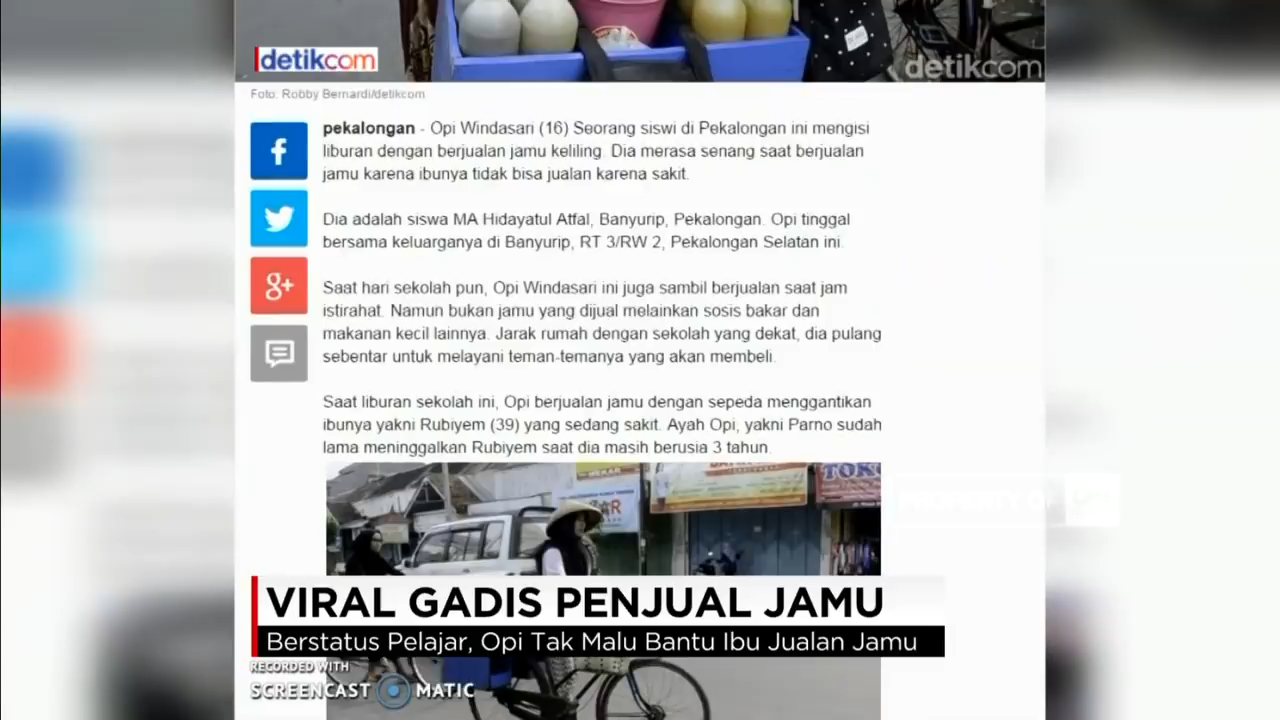 detikcom
detikcom
Foto: Robby Bernardi/detikcom
pekalongan - Opi Windasari (16) Seorang siswi di Pekalongan ini mengisi
liburan dengan berjualan jamu keliling. Dia merasa senang saat berjualan
jamu karena ibunya tidak bisa jualan karena sakit.
Dia adalah siswa MA Hidayatul Atfal, Banyurip, Pekalongan. Opi tinggal
bersama keluarganya di Banyurip, RT 3/RW 2, Pekalongan Selatan ini.
Saat hari sekolah pun, Opi Windasari ini juga sambil berjualan saat jam
istirahat. Namun bukan jamu yang dijual melainkan sosis bakar dan
makanan kecil lainnya. Jarak rumah dengan sekolah yang dekat, dia pulang
sebentar untuk melayani teman-temanya yang akan membeli.
Saat liburan sekolah ini, Opi berjualan jamu dengan sepeda menggantikan
ibunya yakni Rubiyem (39) yang sedang sakit. Ayah Opi, yakni Parno sudah
lama meninggalkan Rubiyem saat dia masih berusia 3 tahun.
TOKO
PROPERTY OF
VIRAL GADIS PENJUAL JAMU
Berstatus Pelajar, Opi Tak Malu Bantu Ibu Jualan Jamu
RECORDED WITH
SCREENCAST MATIC